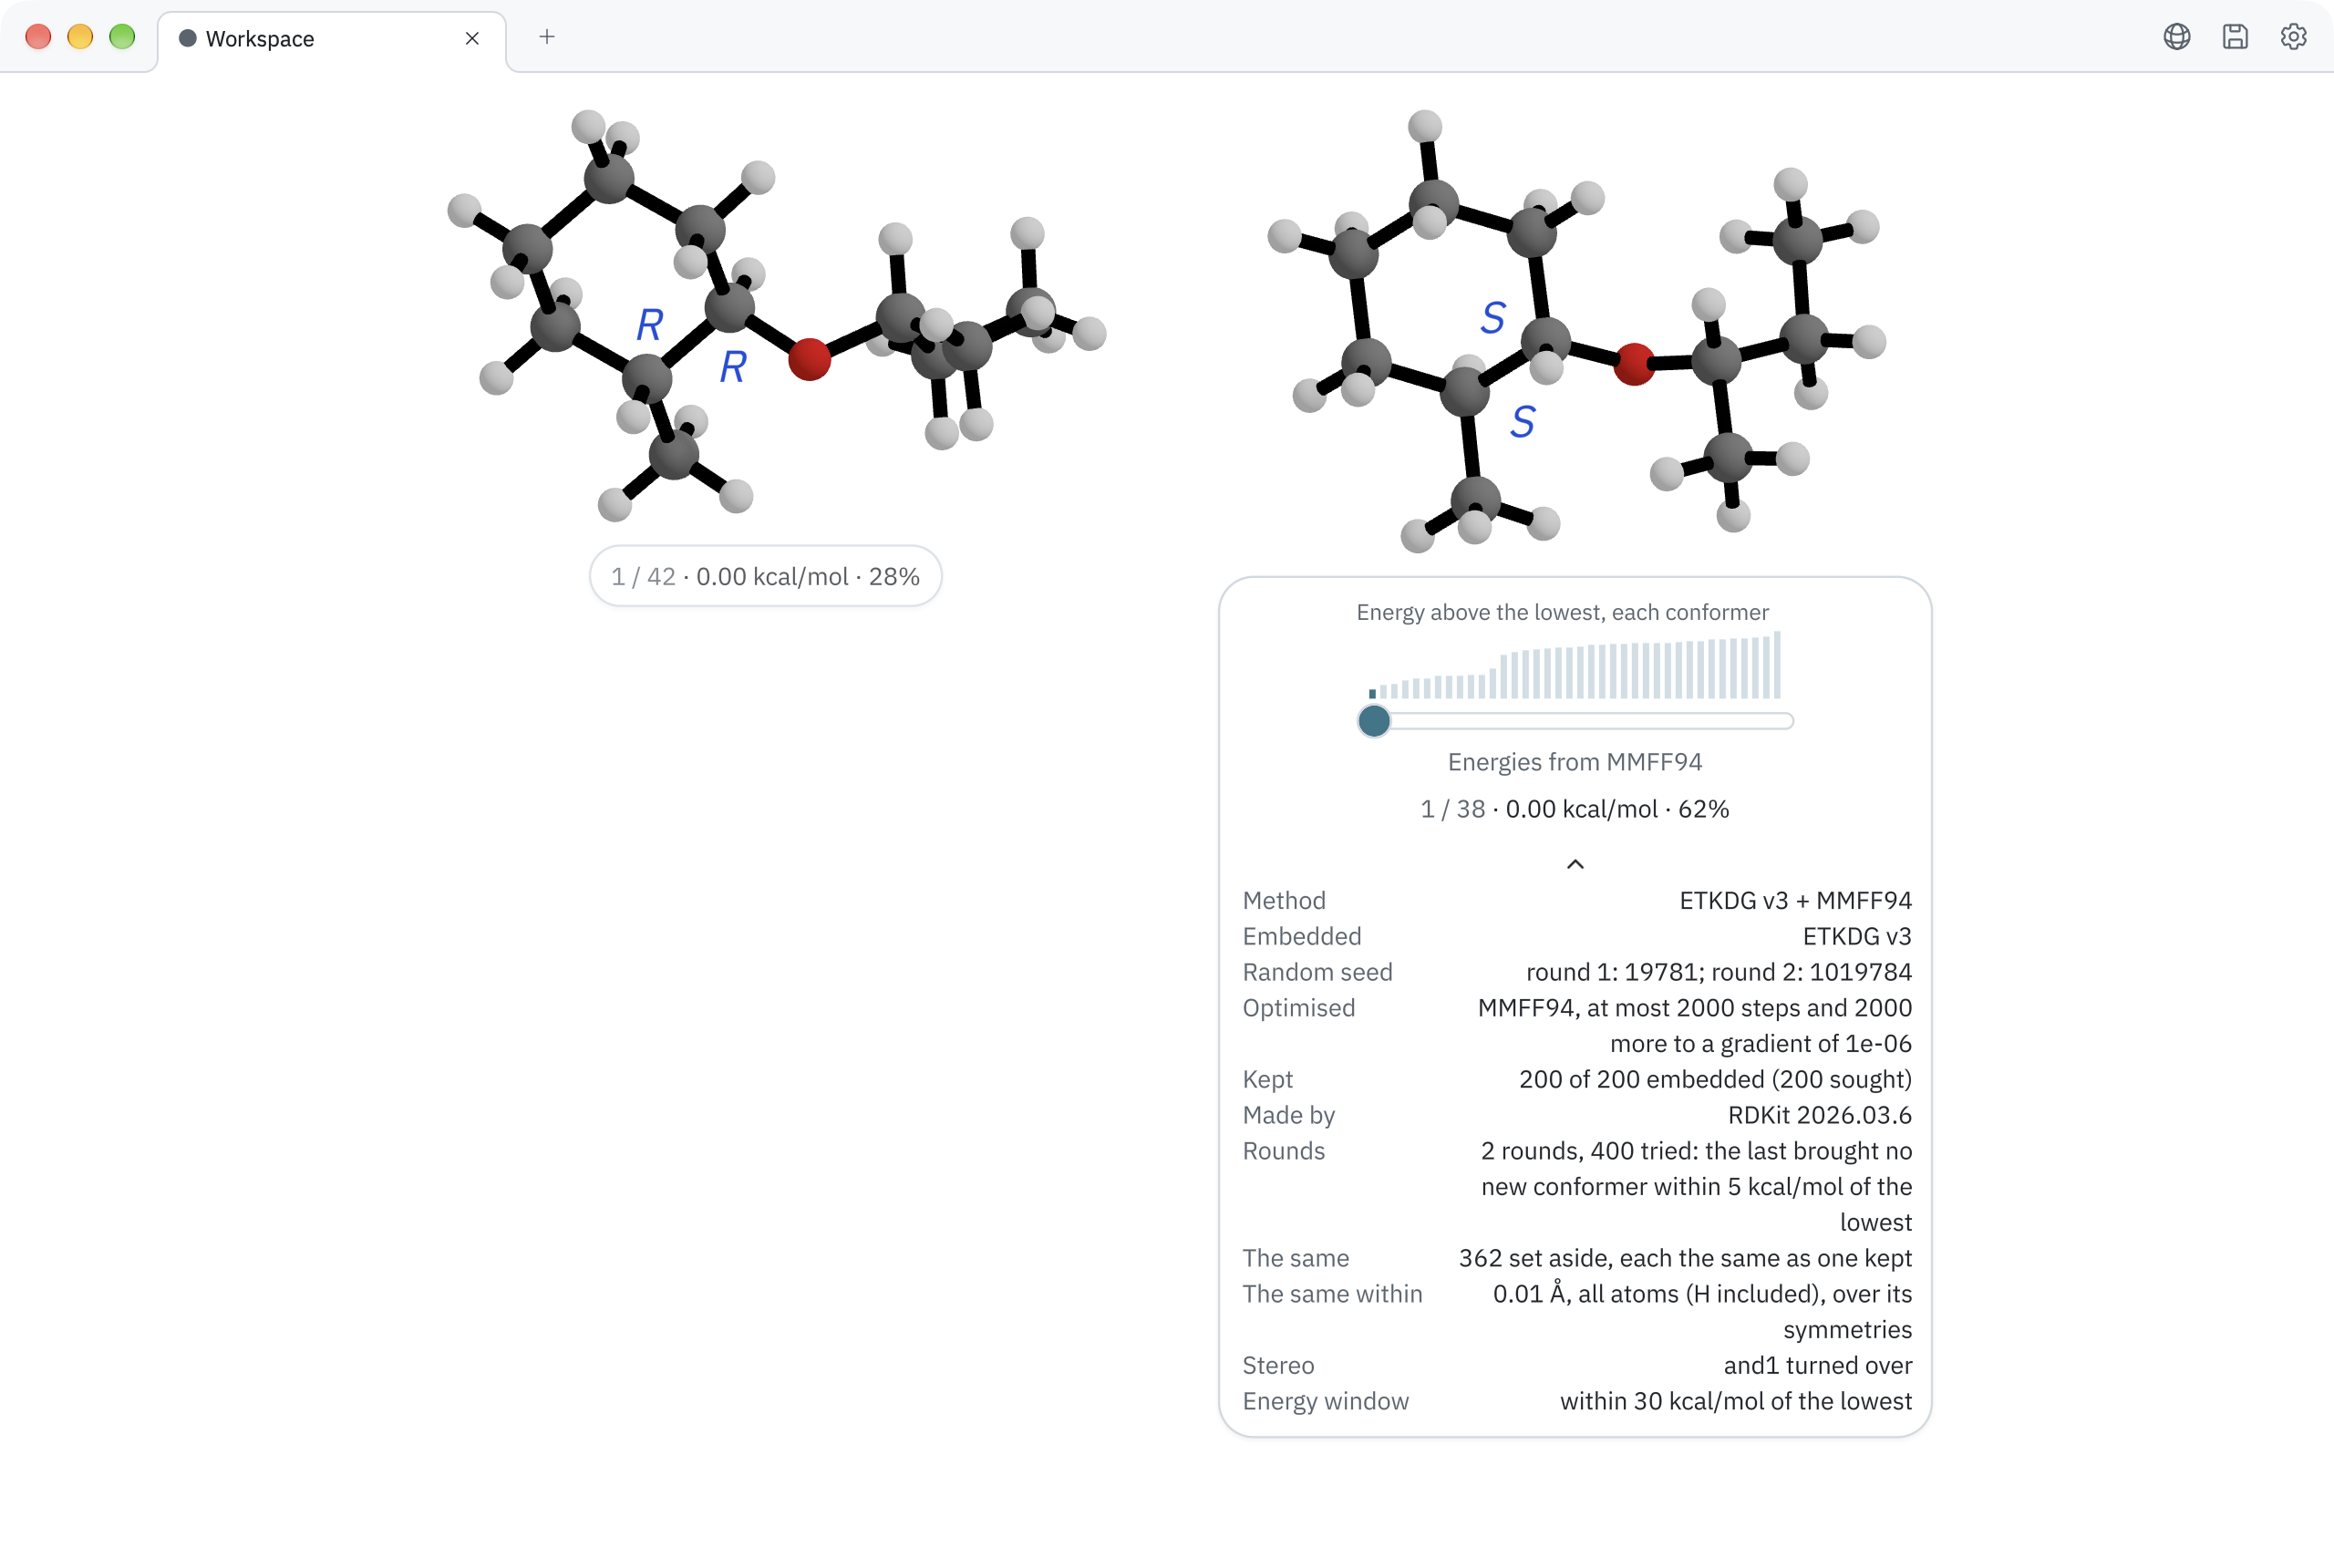 Workspace
R
R
S
S
1 / 42 · 0.00 kcal/mol · 28%
Energy above the lowest, each conformer
Energies from MMFF94
1 / 38 · 0.00 kcal/mol · 62%
Method ETKDG v3 + MMFF94
Embedded ETKDG v3
Random seed round 1: 19781; round 2: 1019784
Optimised MMFF94, at most 2000 steps and 2000
more to a gradient of 1e-06
Kept 200 of 200 embedded (200 sought)
Made by RDKit 2026.03.6
Rounds 2 rounds, 400 tried: the last brought no
new conformer within 5 kcal/mol of the
lowest
The same 362 set aside, each the same as one kept
The same within 0.01 Å, all atoms (H included), over its
symmetries
Stereo and1 turned over
Energy window within 30 kcal/mol of the lowest